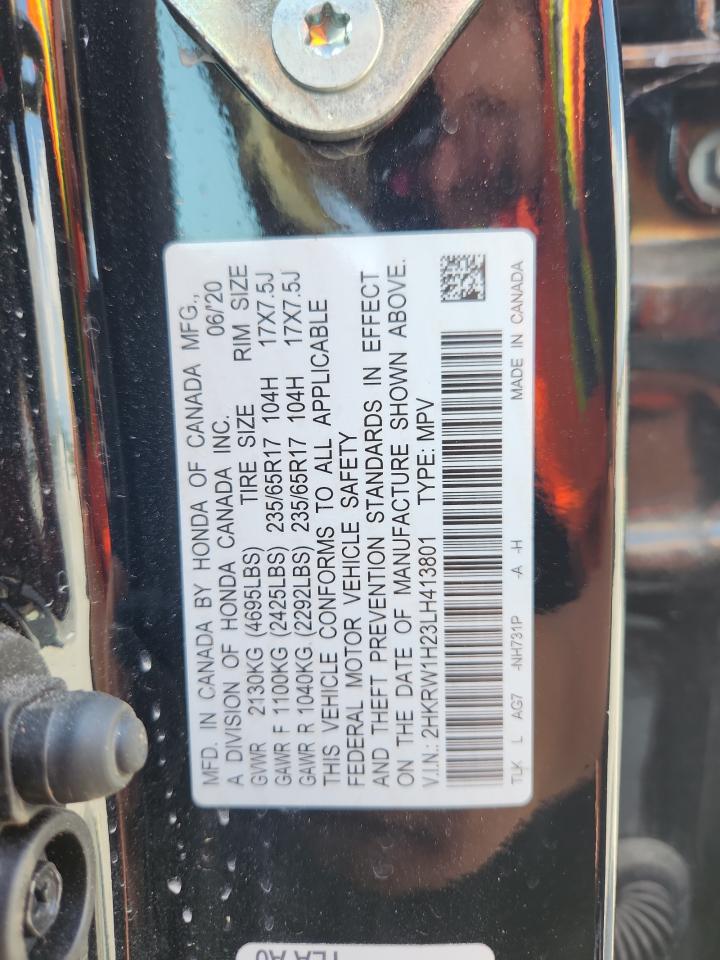 MFD. IN CANADA BY HONDA OF CANADA MFG.,
A DIVISION OF HONDA CANADA INC. 06/'20
GVWR 2130KG (4695LBS) TIRE SIZE RIM SIZE
GAWR F 1100KG (2425LBS) 235/65R17 104H 17X7.5J
GAWR R 1040KG (2292LBS) 235/65R17 104H 17X7.5J
THIS VEHICLE CONFORMS TO ALL APPLICABLE
FEDERAL MOTOR VEHICLE SAFETY
AND THEFT PREVENTION STANDARDS IN EFFECT
ON THE DATE OF MANUFACTURE SHOWN ABOVE.
V.I.N.: 2HKRW1H23LH413801 TYPE: MPV
TLK L AG7 -NH731P -A -H MADE IN CANADA